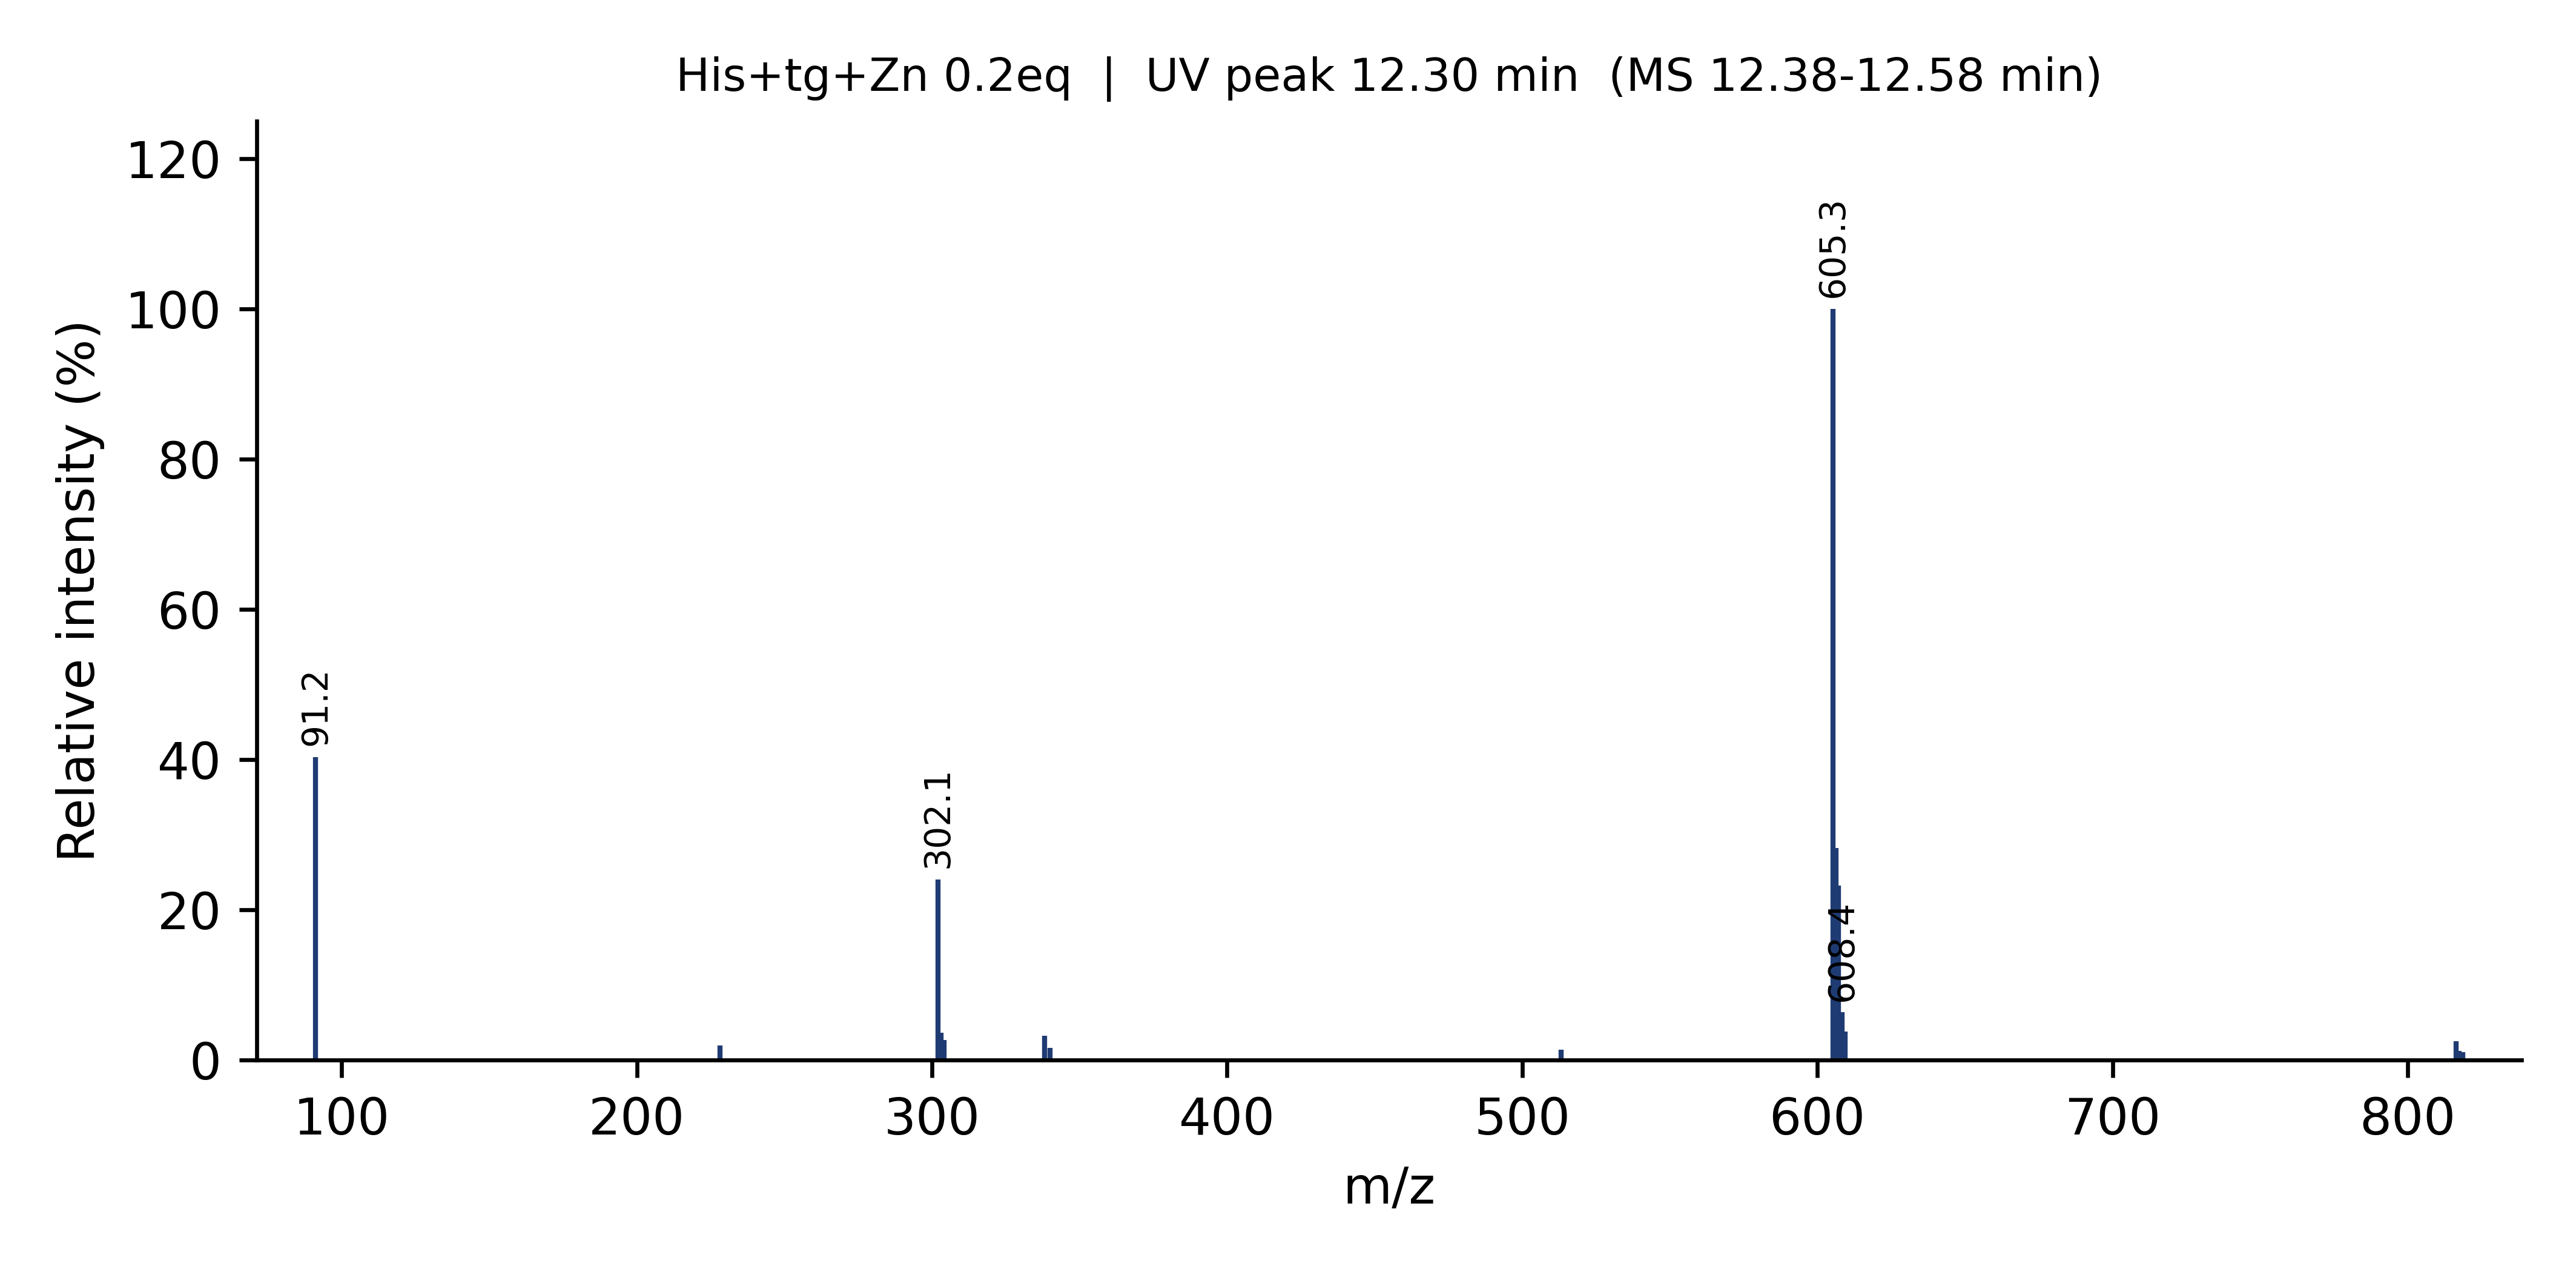 His+tg+Zn 0.2eq | UV peak 12.30 min (MS 12.38-12.58 min)
Relative intensity (%)
120
100
80
60
40
20
0
91.2
302.1
605.3
608.4
100 200 300 400 500 600 700 800
m/z